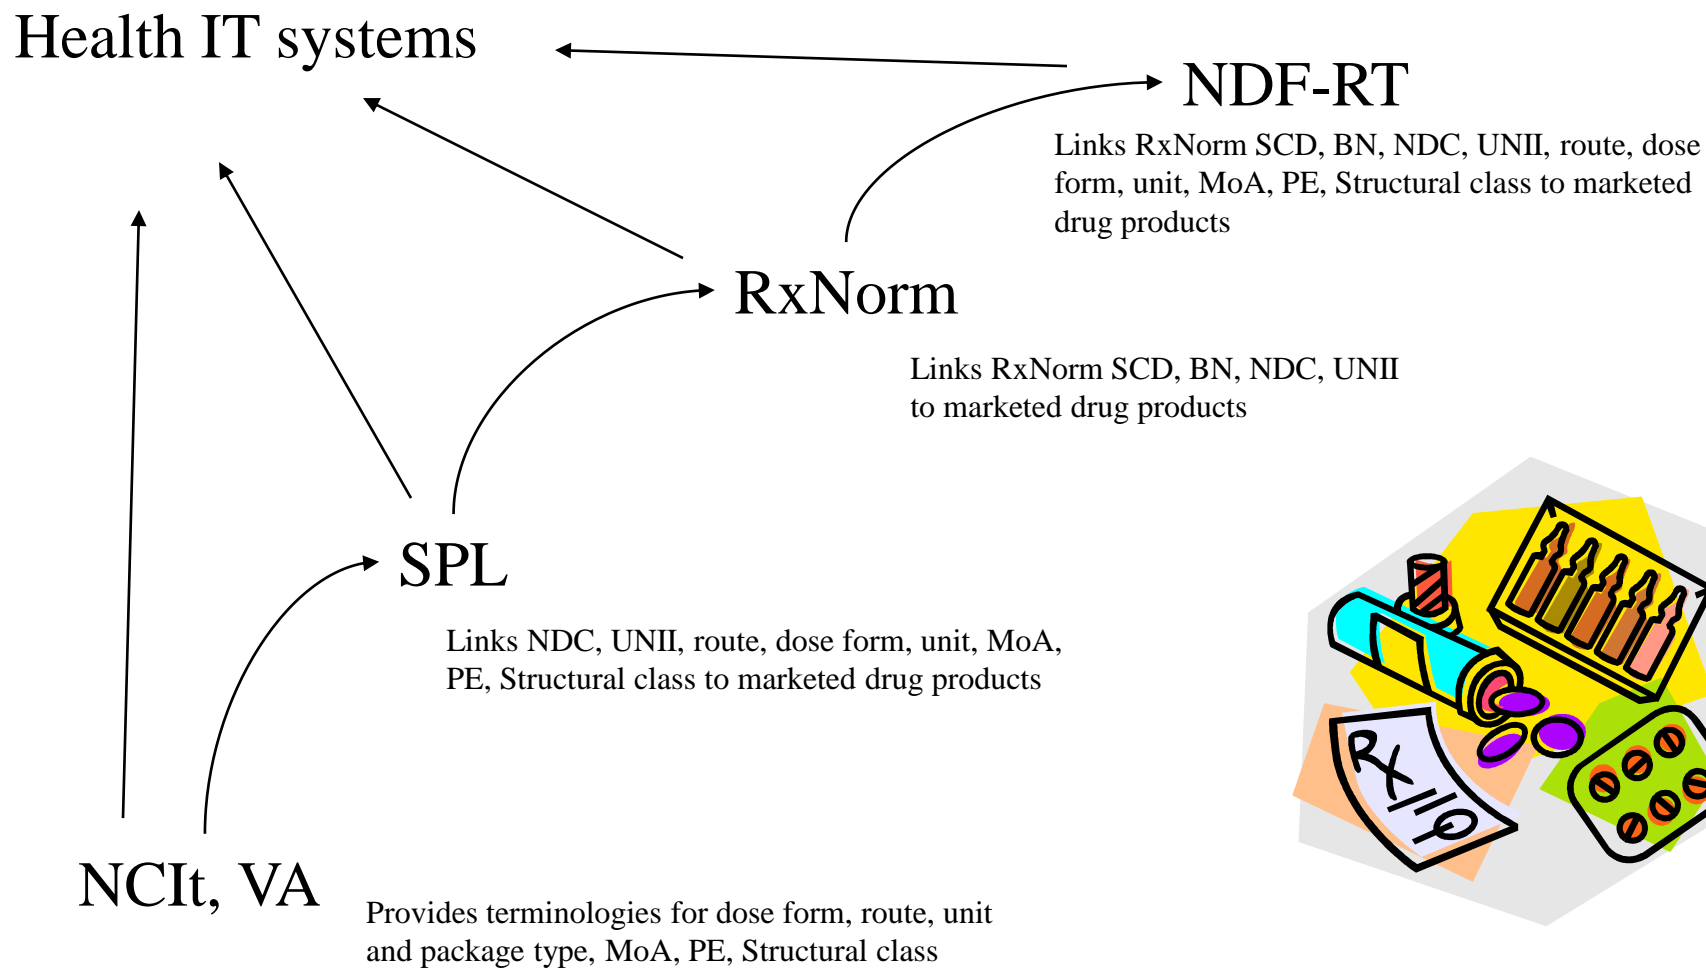 Health IT systems
NDF-RT
Links RxNorm SCD, BN, NDC, UNII, route, dose
form, unit, MoA, PE, Structural class to marketed
drug products
RxNorm
Links RxNorm SCD, BN, NDC, UNII
to marketed drug products
SPL
Links NDC, UNII, route, dose form, unit, MoA,
PE, Structural class to marketed drug products
Rx
NCIt, VA
Provides terminologies for dose form, route, unit
and package type, MoA, PE, Structural class